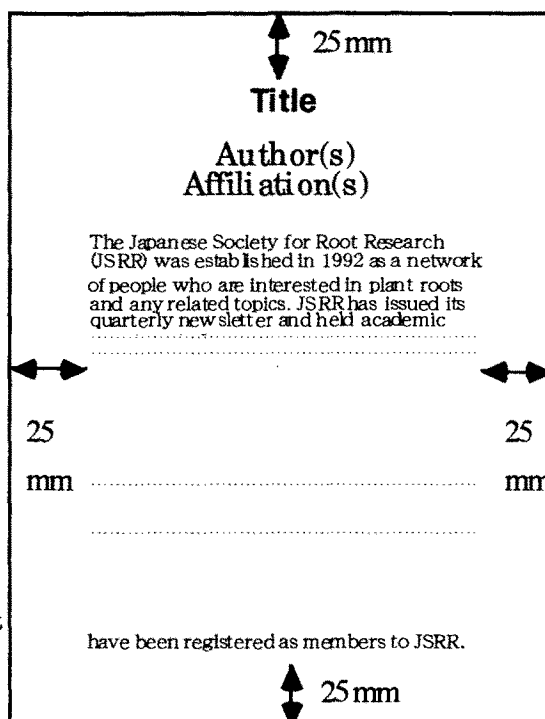 25 mm
Title
Author(s)
Affiliation(s)
The Japanese Society for Root Research
(JSRR) was established in 1992 as a network
of people who are interested in plant roots
and any related topics. JSRR has issued its
quarterly newsletter and held academic
25
mm
25
mm
have been registered as members to JSRR.
25 mm